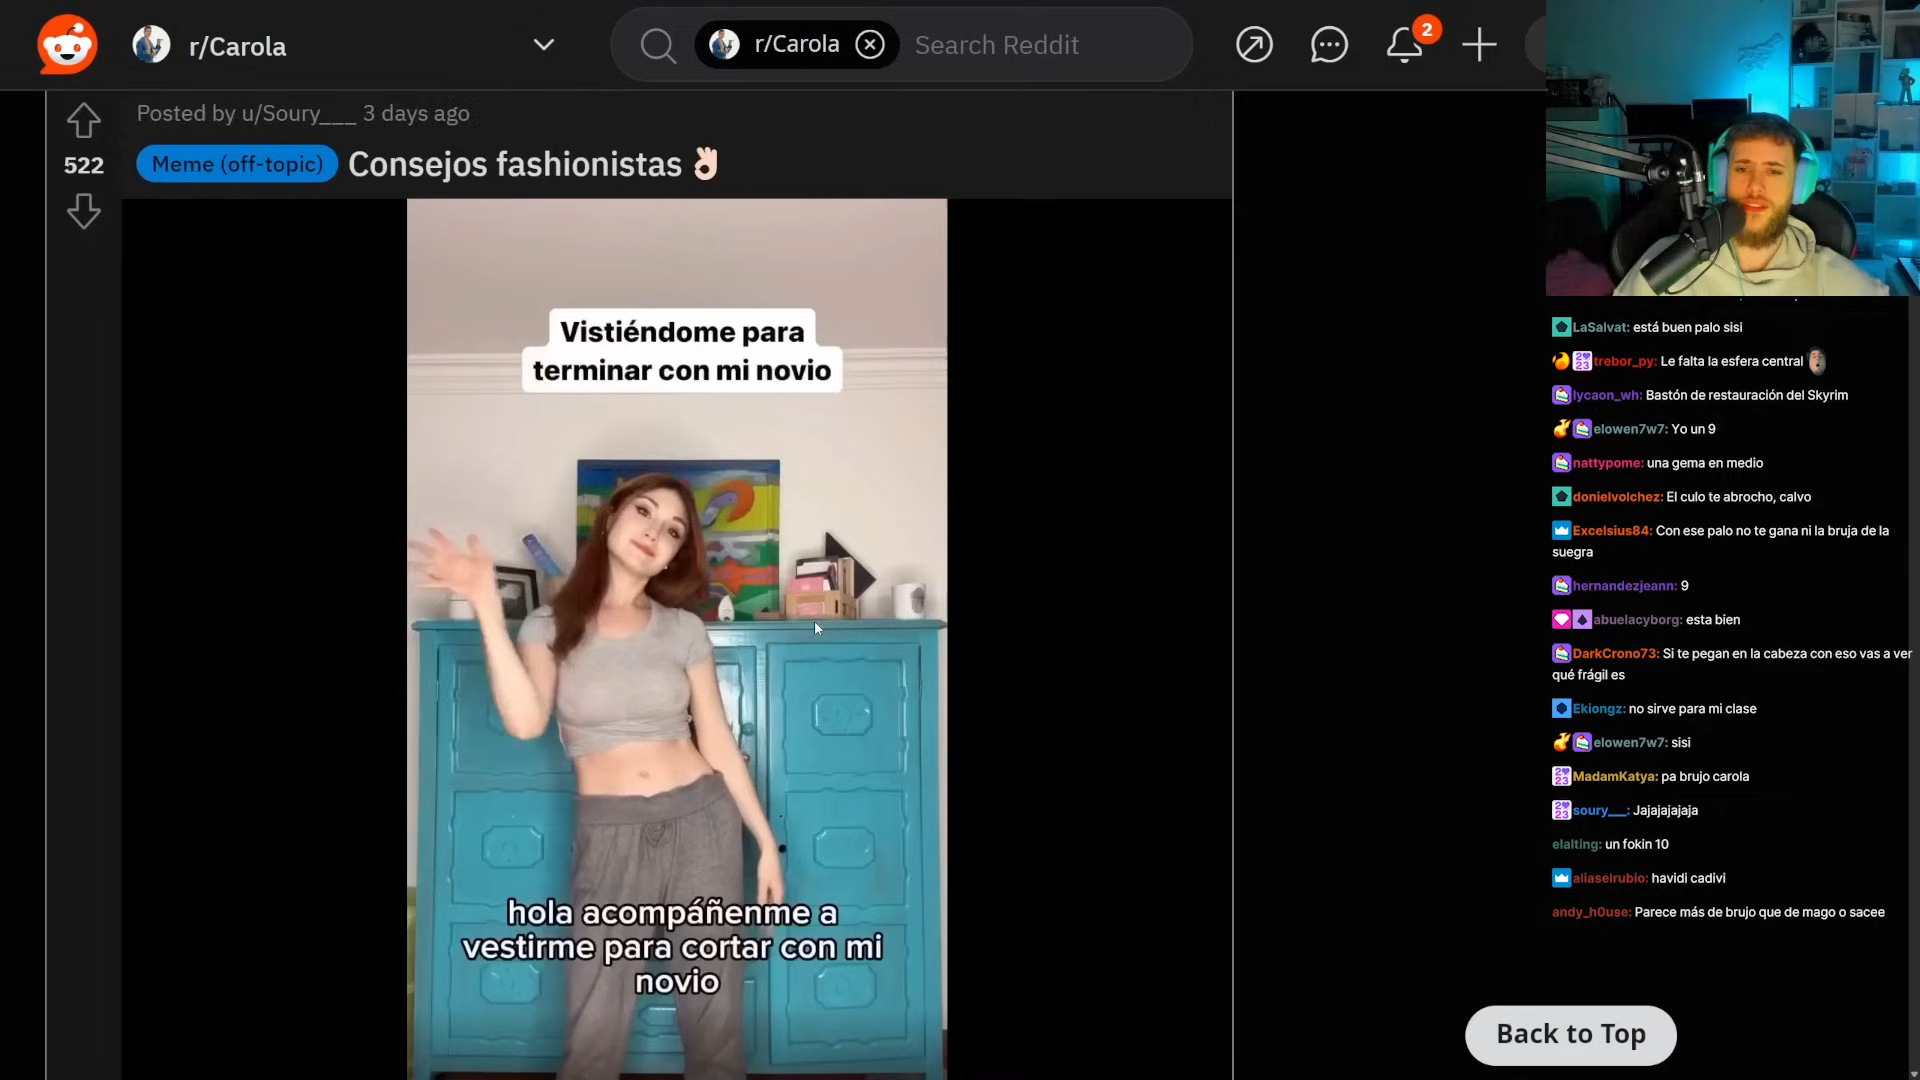 r/Carola
r/Carola
Search Reddit
2
Posted by u/Soury___ 3 days ago
522
Meme (off-topic)
Consejos fashionistas👌🏻
Vistiéndome para
terminar con mi novio
hola acompáñenme a
vestirme para cortar con mi
novio
LaSalvat: está buen palo sisi
trebor_py: Le falta la esfera central
lycaon_wh: Bastón de restauración del Skyrim
elowen7w7: Yo un 9
nattypome: una gema en medio
donielvolchez: El culo te abrocho, calvo
Excelsius84: Con ese palo no te gana ni la bruja de la
suegra
hernandezjeann: 9
abuelacyborg: esta bien
DarkCrono73: Si te pegan en la cabeza con eso vas a ver
qué frágil es
Ekiongz: no sirve para mi clase
elowen7w7: sisi
MadamKatya: pa brujo carola
soury___: Jajajajajaja
elalting: un fokin 10
aliaselrubio: havidi cadivi
andy_h0use: Parece más de brujo que de mago o sacee
Back to Top